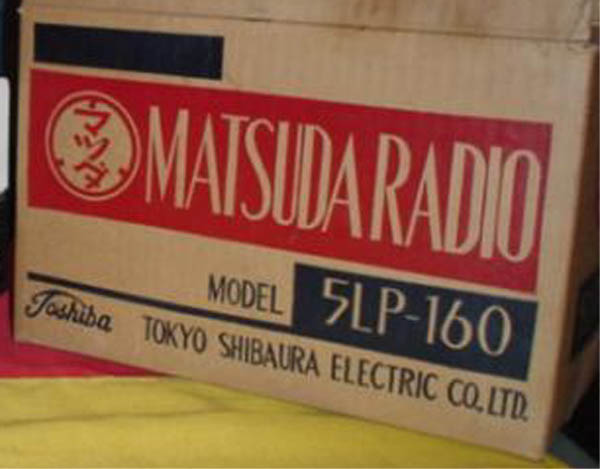 マツダ
MATSUDA RADIO
MODEL 5LP-160
Toshiba
TOKYO SHIBAURA ELECTRIC CO., LTD.